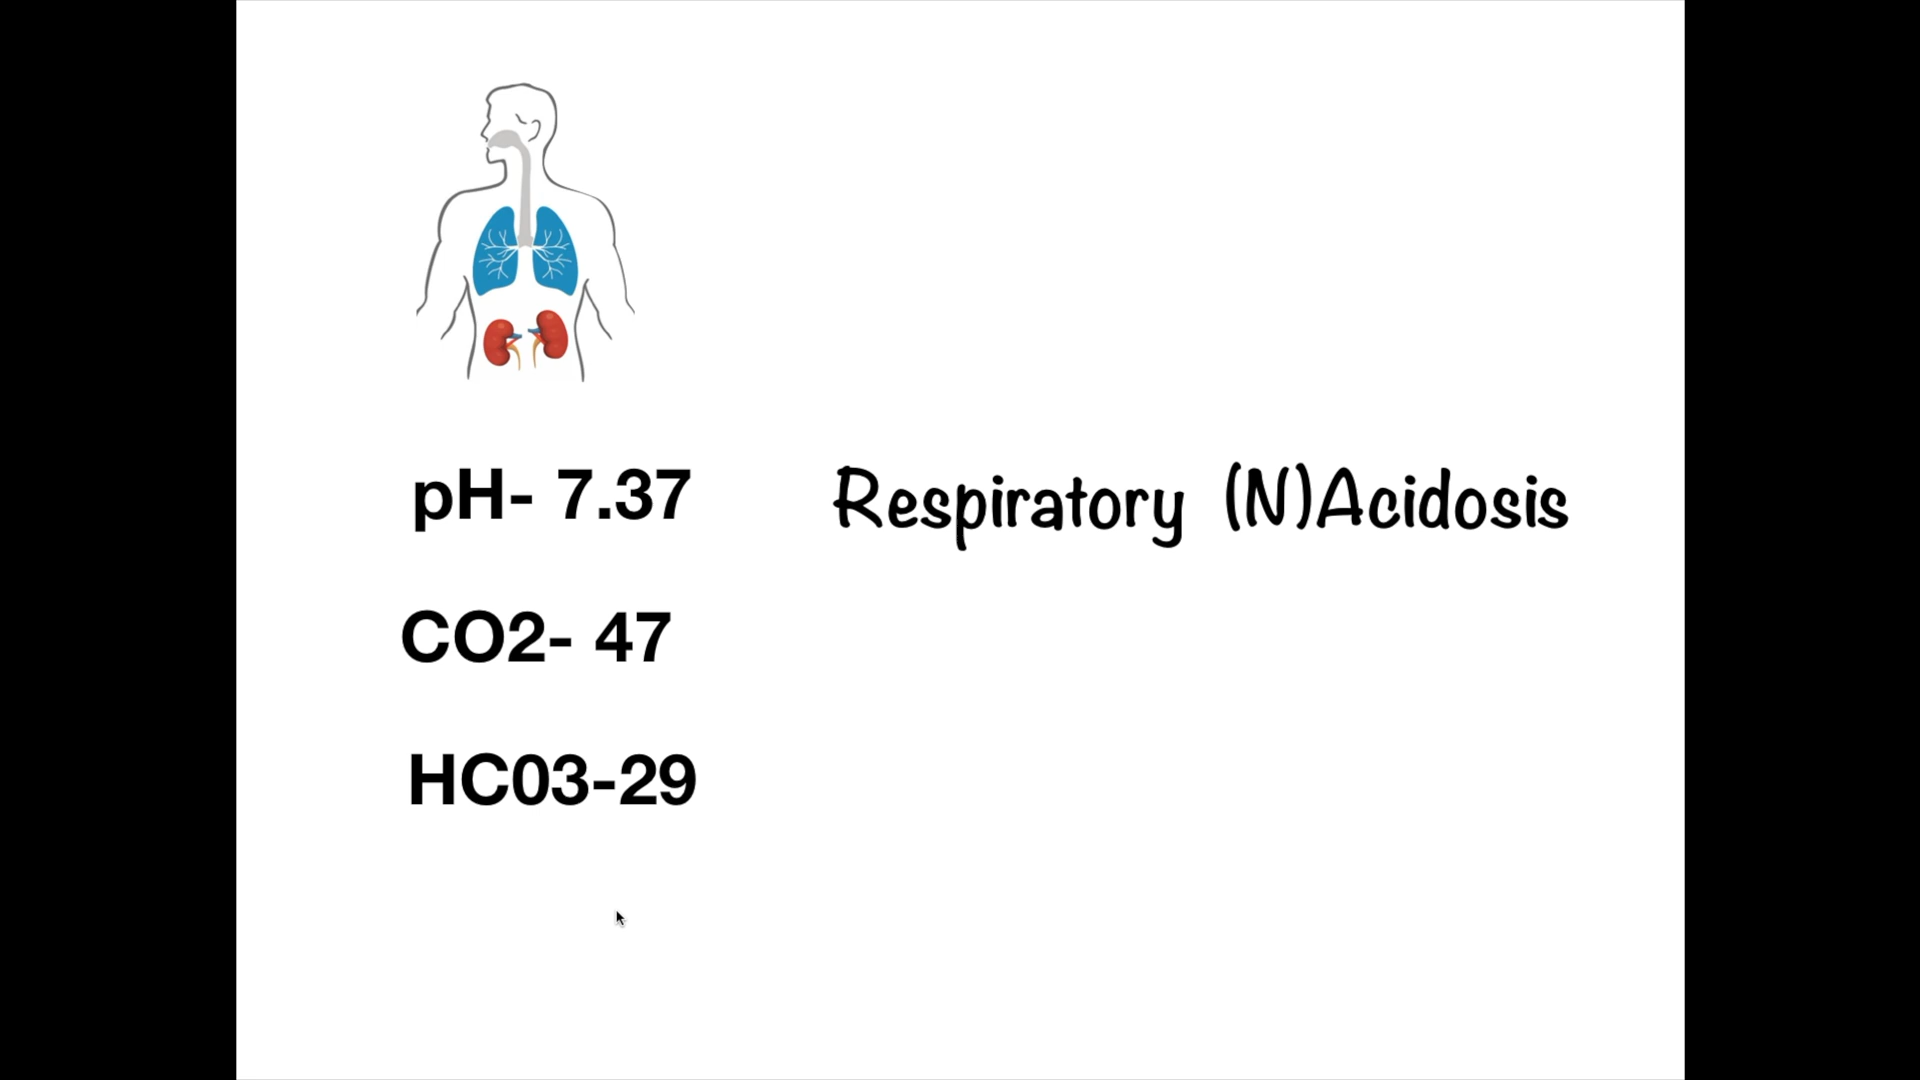 pH- 7.37 Respiratory (N)Acidosis
CO2- 47
HC03-29